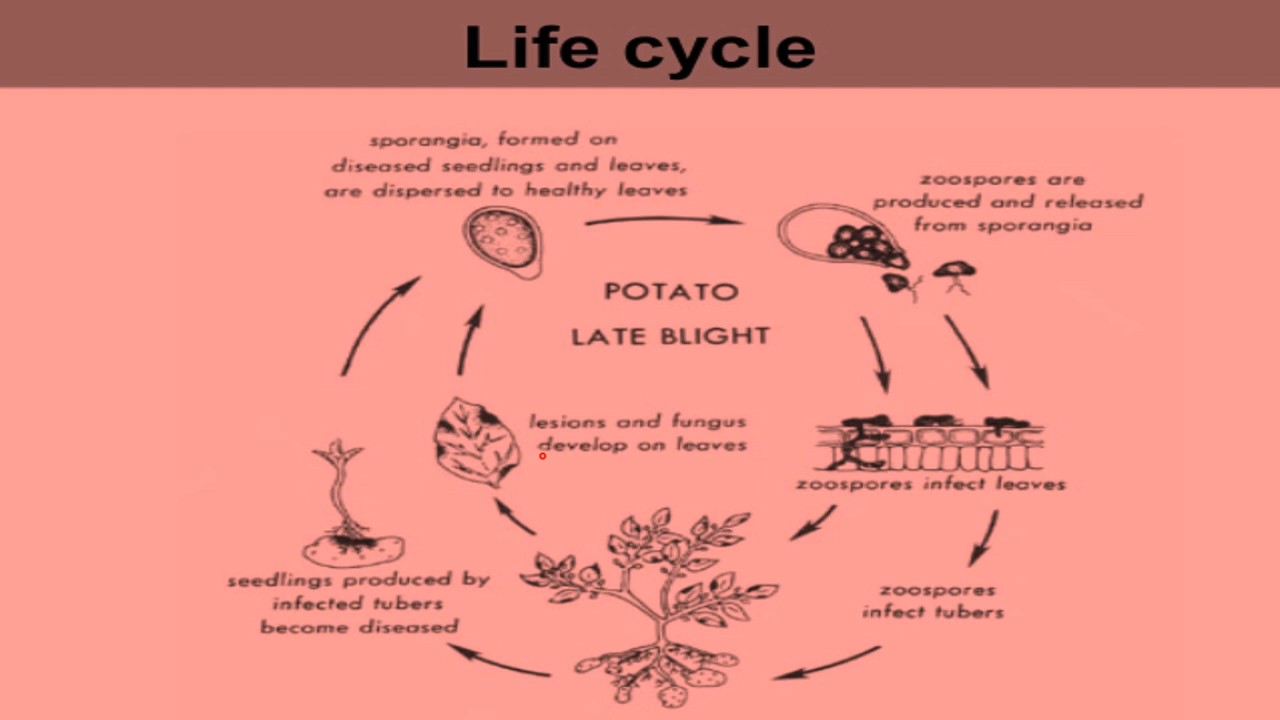 Life cycle
sporangia, formed on
diseased seedlings and leaves,
are dispersed to healthy leaves
zoospores are
produced and released
from sporangia
POTATO
LATE BLIGHT
lesions and fungus
develop on leaves
zoospores infect leaves
seedlings produced by
infected tubers
become diseased
zoospores
infect tubers